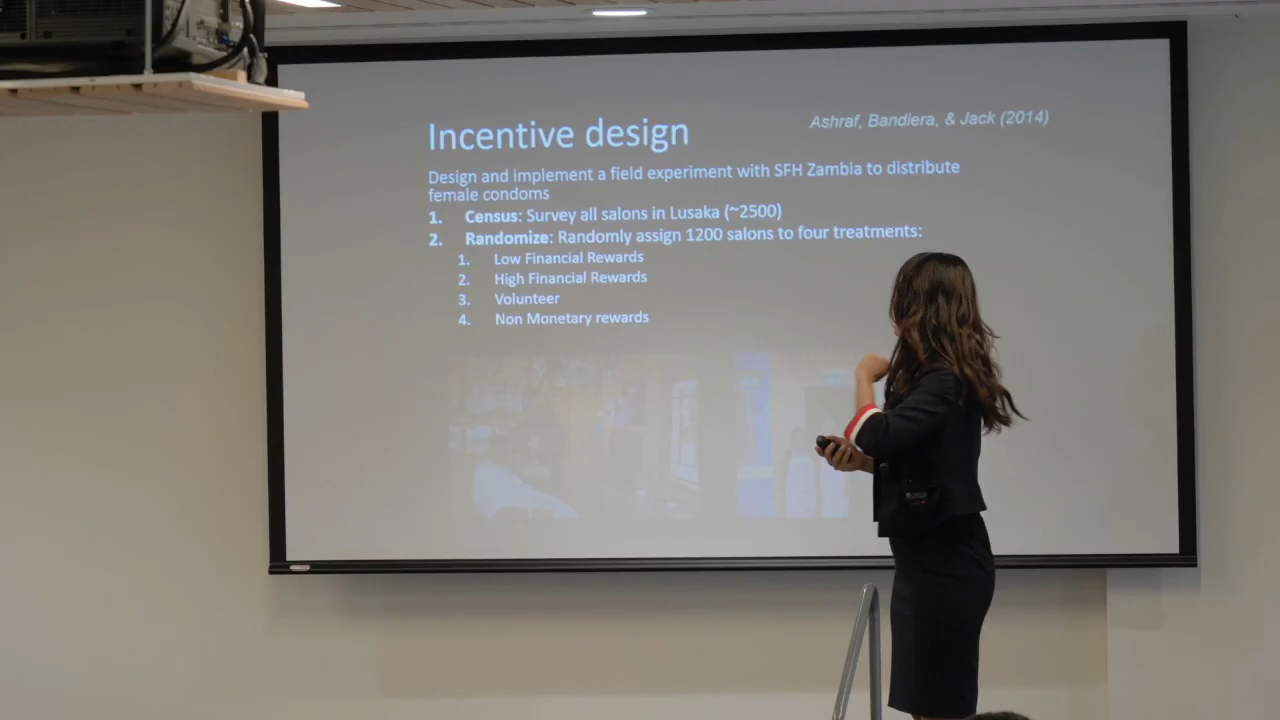 Incentive design
Ashraf, Bandiera, & Jack (2014)
Design and implement a field experiment with SFH Zambia to distribute
female condoms
1. Census: Survey all salons in Lusaka (~2500)
2. Randomize: Randomly assign 1200 salons to four treatments:
1. Low Financial Rewards
2. High Financial Rewards
3. Volunteer
4. Non Monetary rewards